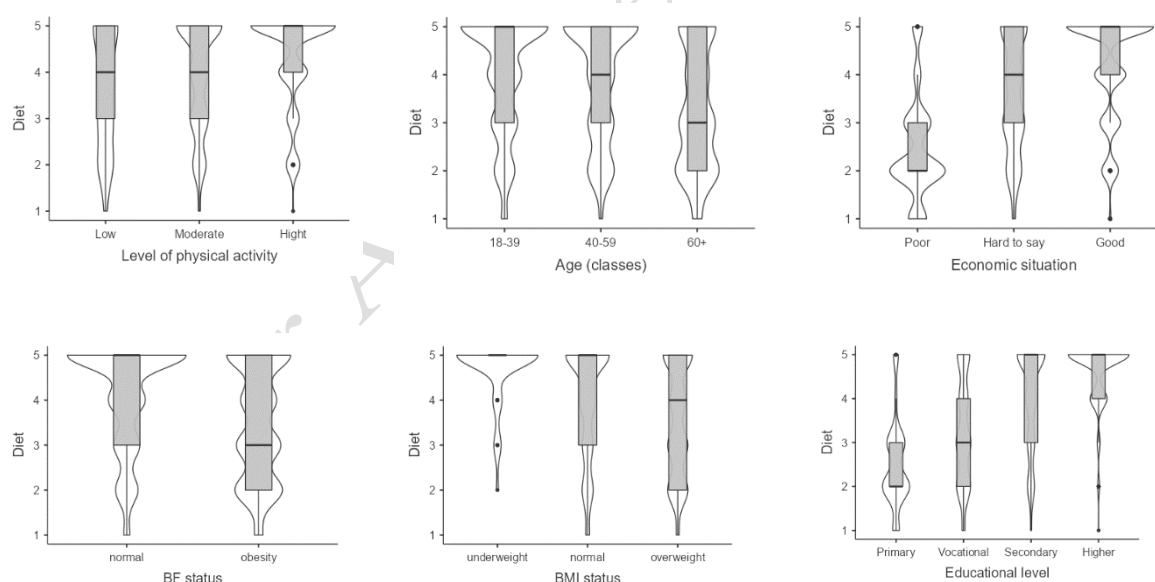 5
4
3
2
1
Diet
Low
Moderate
Hight
Level of physical activity
5
4
3
2
1
Diet
18-39
40-59
60+
Age (classes)
5
4
3
2
1
Diet
Poor
Hard to say
Good
Economic situation
5
4
3
2
1
Diet
normal
obesity
BF status
5
4
3
2
1
Diet
underweight
normal
overweight
BMI status
5
4
3
2
1
Diet
Primary
Vocational
Secondary
Higher
Educational level